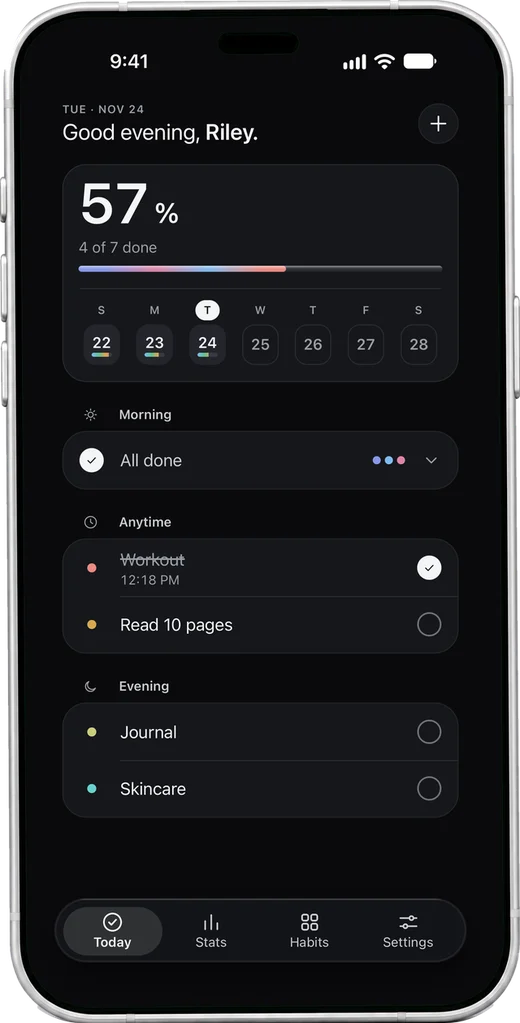 9:41
TUE · NOV 24
Good evening, Riley.
57 %
4 of 7 done
S M T W T F S
22 23 24 25 26 27 28
Morning
All done
Anytime
Workout
12:18 PM
Read 10 pages
Evening
Journal
Skincare
Today Stats Habits Settings